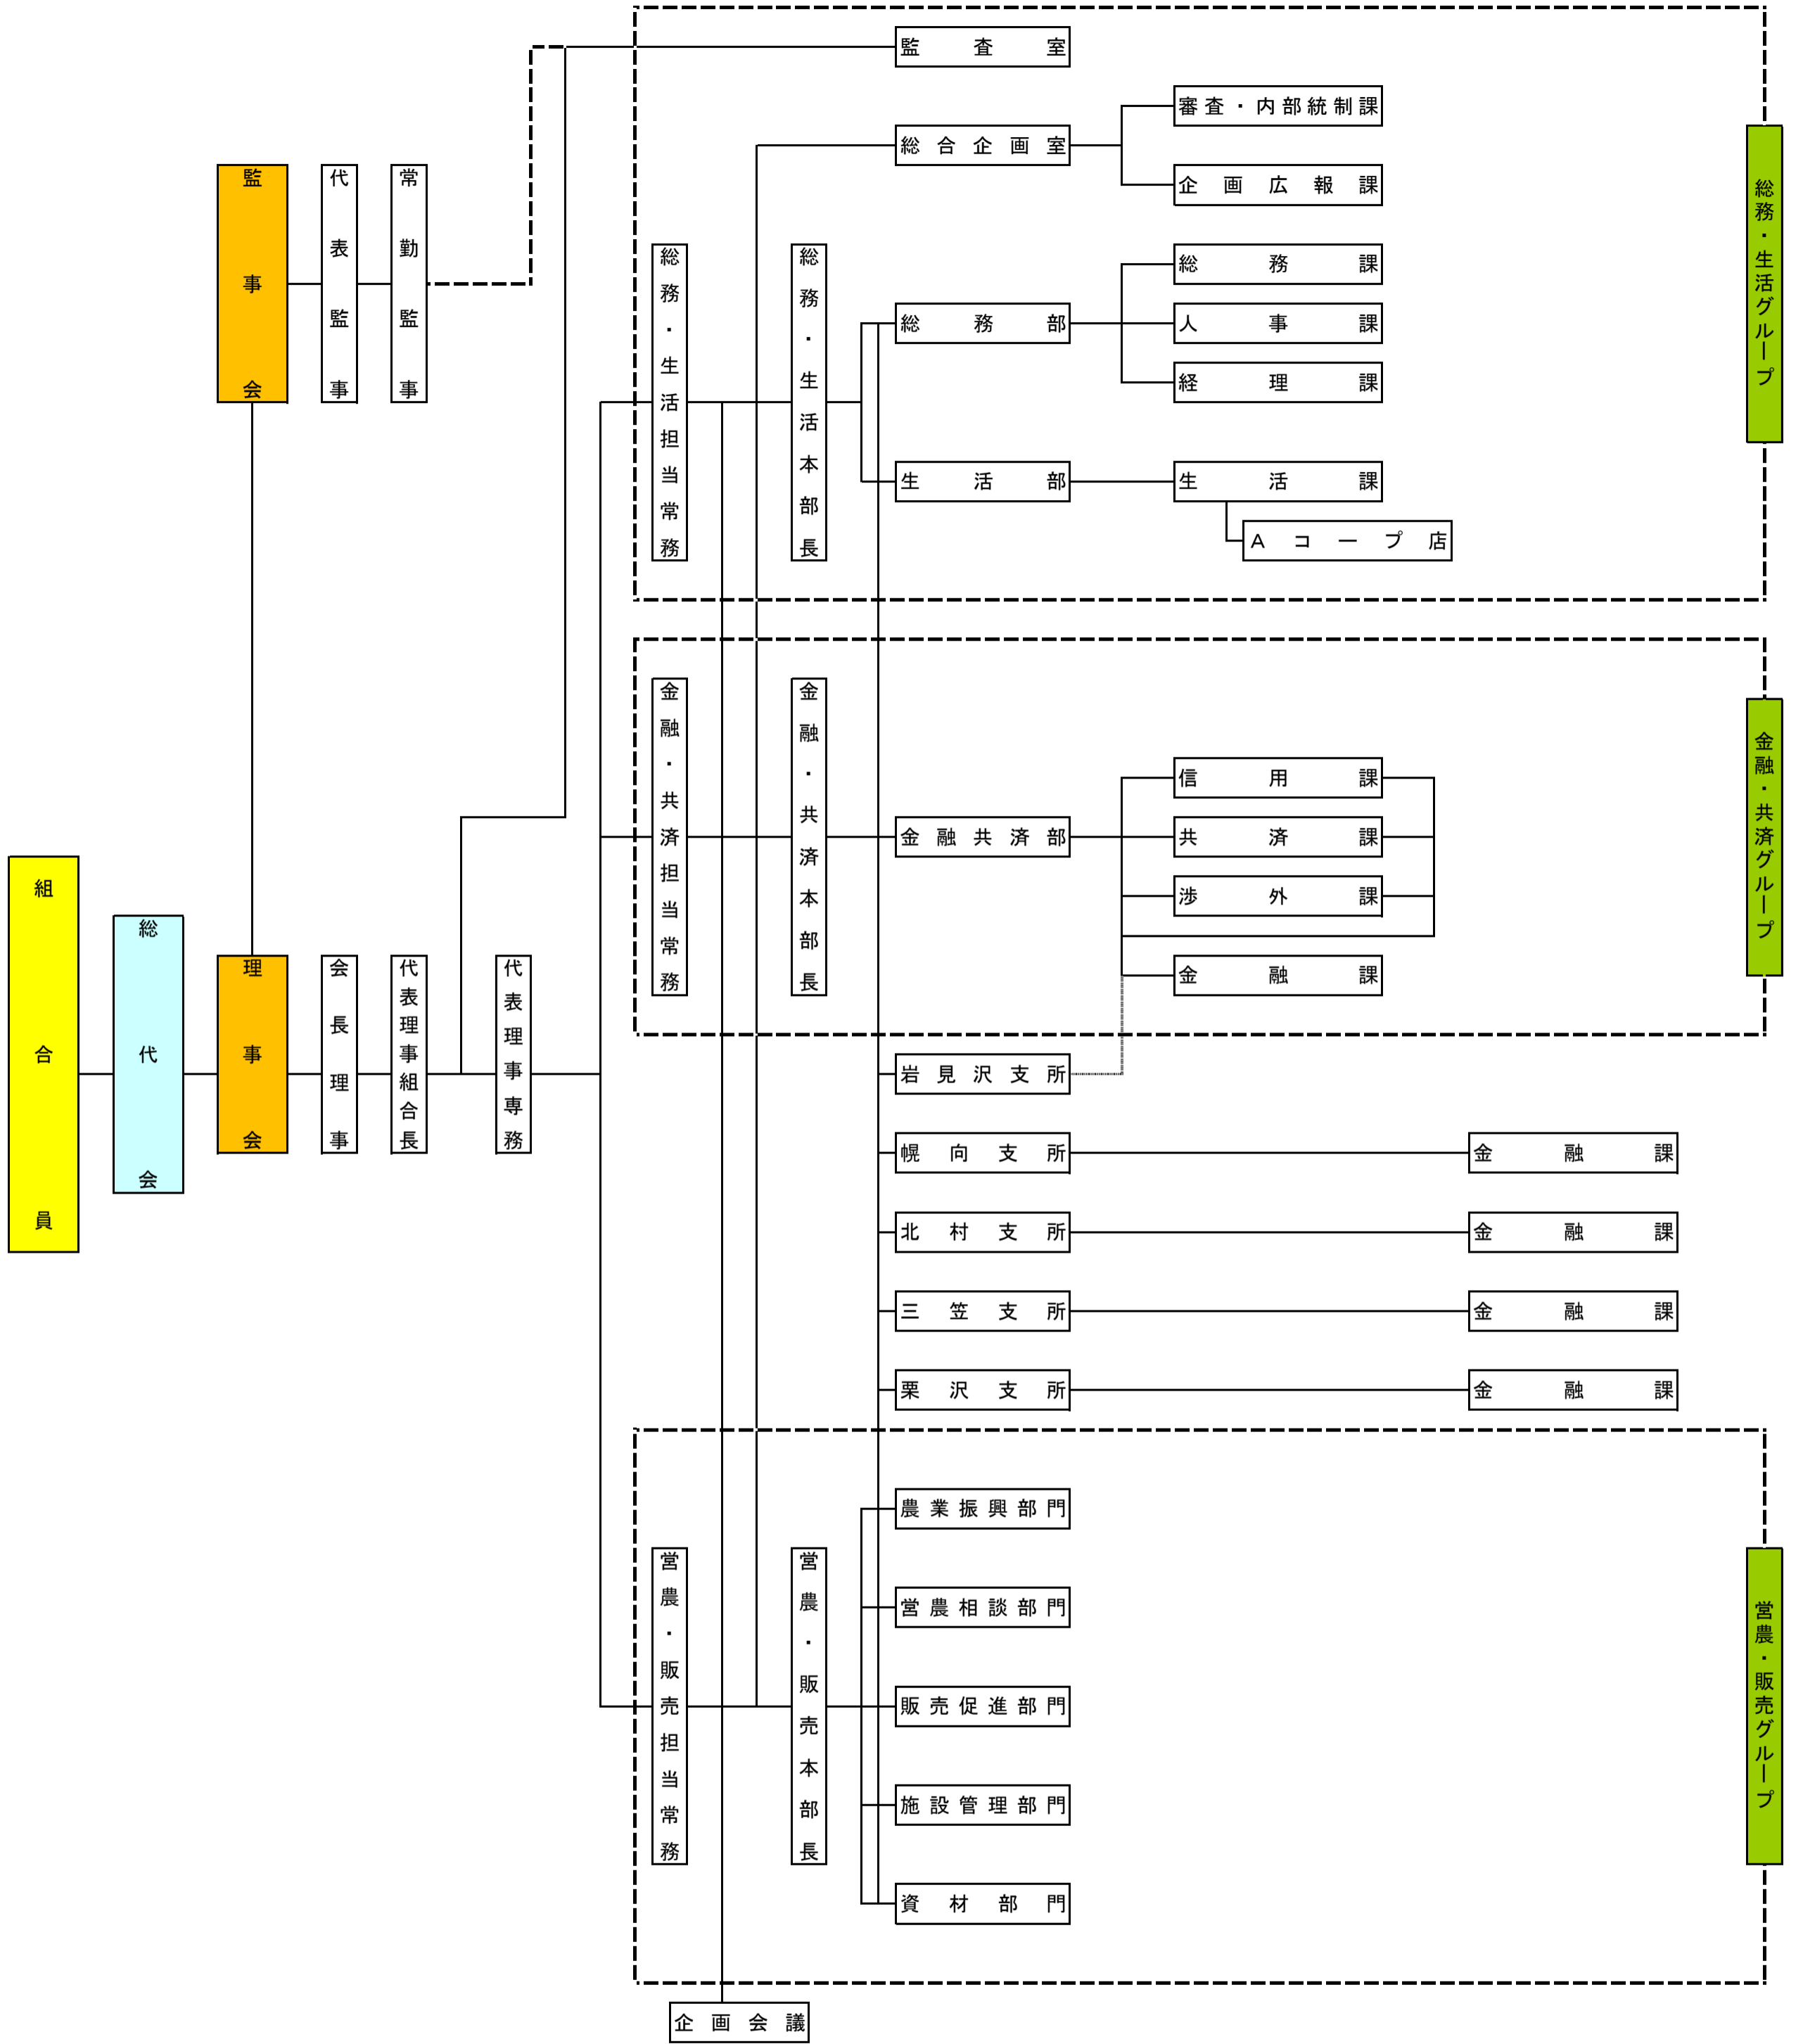 組合員
総代会
監事会
代表監事
常勤監事
理事会
会長理事
代表理事組合長
代表理事専務
監査室
総合企画室
審査・内部統制課
企画広報課
総務・生活担当常務
総務・生活本部長
総務部
総務課
人事課
経理課
生活部
生活課
Aコープ店
総務・生活グループ
金融・共済担当常務
金融・共済本部長
金融共済部
信用課
共済課
渉外課
金融課
金融・共済グループ
岩見沢支所
幌向支所
金融課
北村支所
金融課
三笠支所
金融課
栗沢支所
金融課
営農・販売担当常務
営農・販売本部長
農業振興部門
営農相談部門
販売促進部門
施設管理部門
資材部門
営農・販売グループ
企画会議